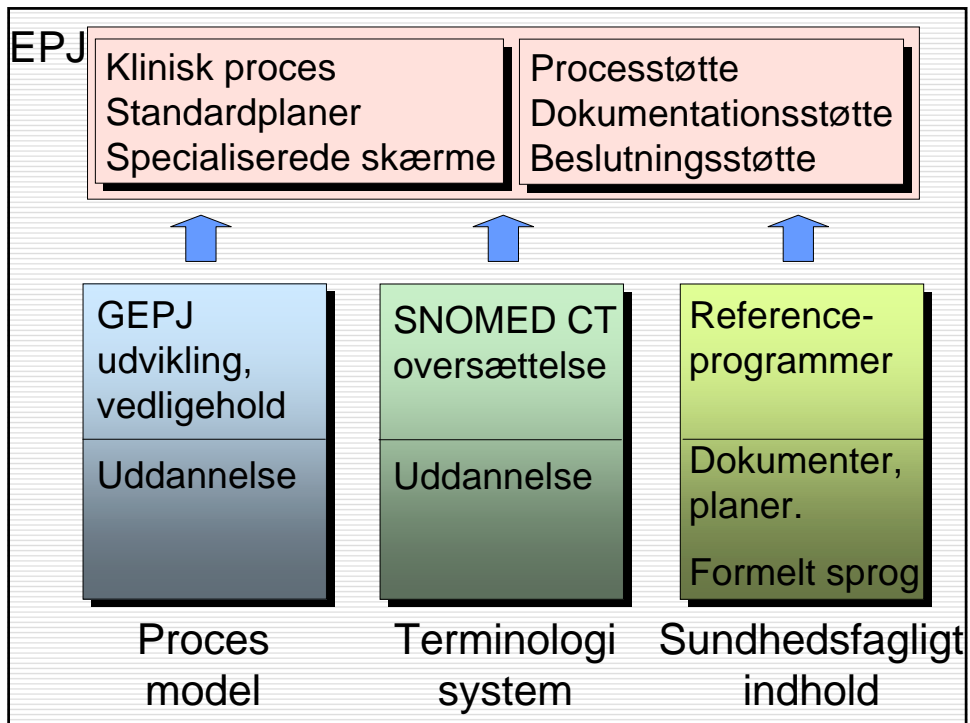 EPJ
Klinisk proces
Standardplaner
Specialiserede skærme
Processtøtte
Dokumentationsstøtte
Beslutningsstøtte
GEPJ
udvikling,
vedligehold
Uddannelse
SNOMED CT
oversættelse
Uddannelse
Reference-
programmer
Dokumenter,
planer.
Formelt sprog
Proces
model
Terminologi
system
Sundhedsfagligt
indhold